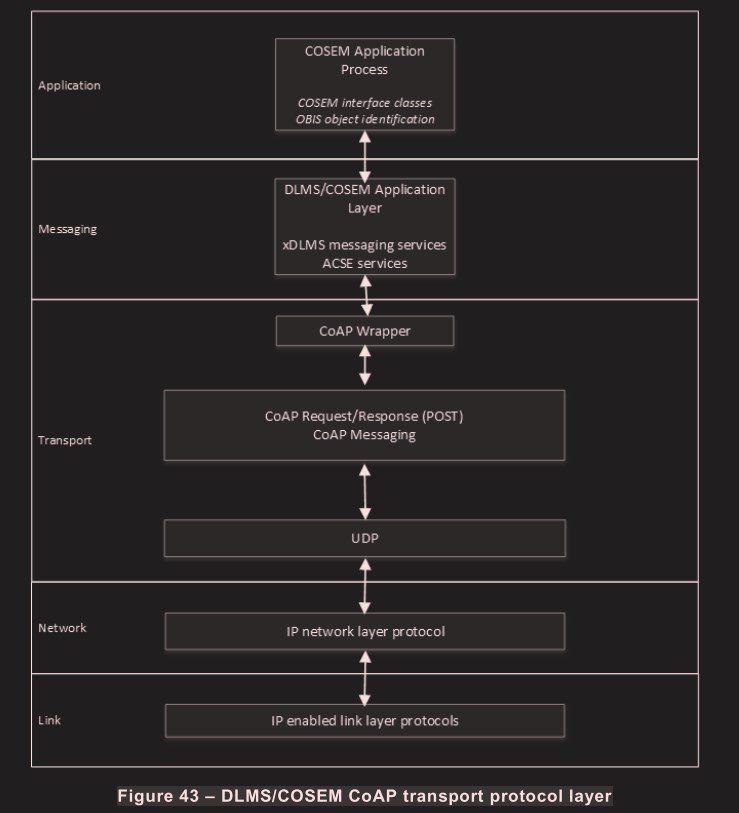 COSEM Application
Process
COSEM interface classes
OBIS object identification
Application
DLMS/COSEM Application
Layer
xDLMS messaging services
ACSE services
Messaging
CoAP Wrapper
CoAP Request/Response (POST)
CoAP Messaging
Transport
UDP
Network
IP network layer protocol
Link
IP enabled link layer protocols
Figure 43 – DLMS/COSEM CoAP transport protocol layer